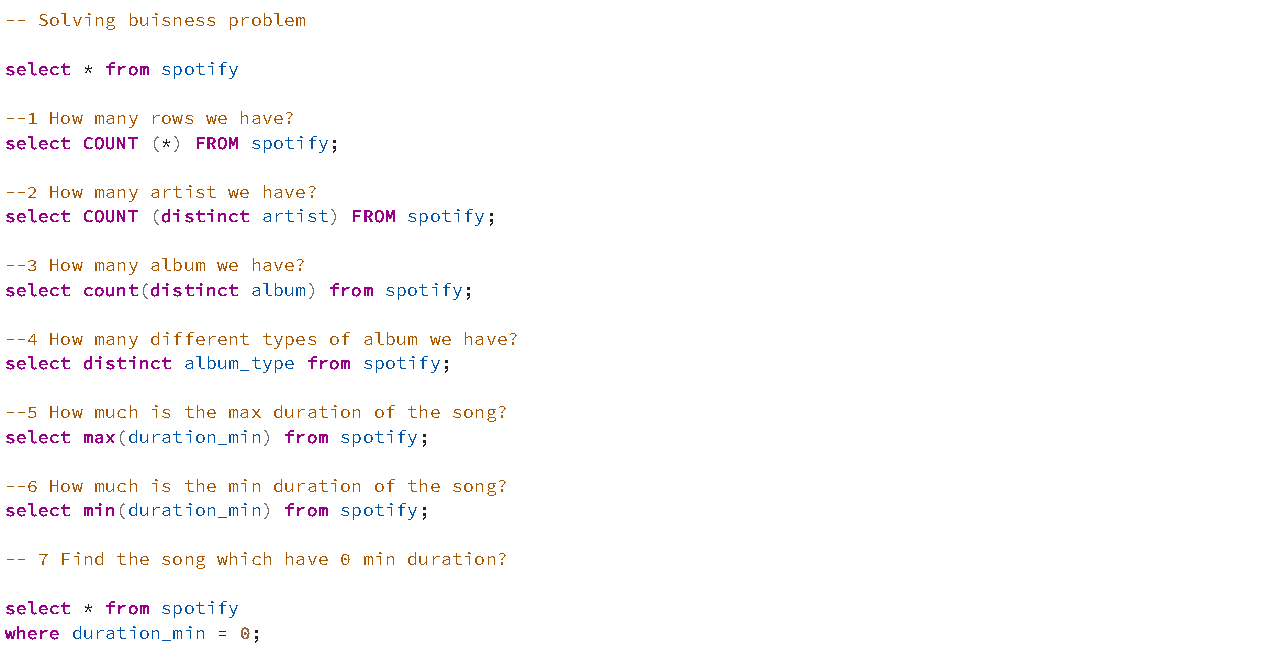 -- Solving buisness problem
select * from spotify
--1 How many rows we have?
select COUNT (*) FROM spotify;
--2 How many artist we have?
select COUNT (distinct artist) FROM spotify;
--3 How many album we have?
select count(distinct album) from spotify;
--4 How many different types of album we have?
select distinct album_type from spotify;
--5 How much is the max duration of the song?
select max(duration_min) from spotify;
--6 How much is the min duration of the song?
select min(duration_min) from spotify;
-- 7 Find the song which have 0 min duration?
select * from spotify
where duration_min = 0;